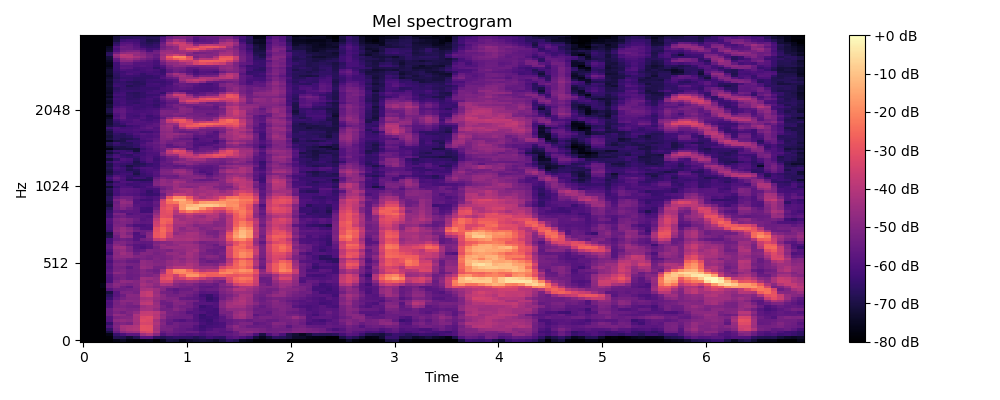 Mel spectrogram
+0 dB
-10 dB
-20 dB
-30 dB
-40 dB
-50 dB
-60 dB
-70 dB
-80 dB
2048
1024
512
0
Hz
0 1 2 3 4 5 6
Time